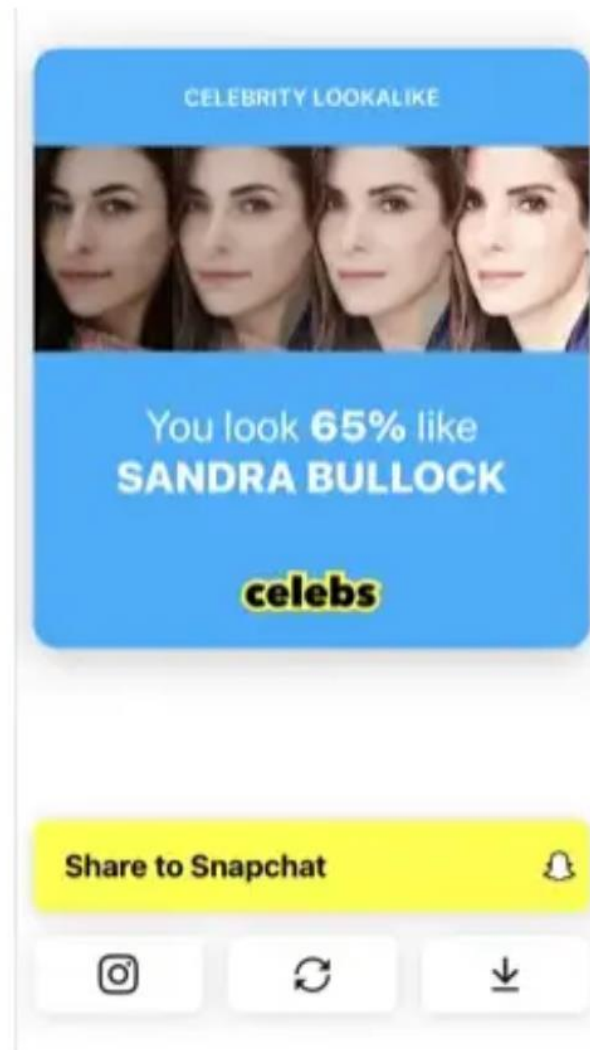 CELEBRITY LOOKALIKE
You look 65% like
SANDRA BULLOCK
celebs
Share to Snapchat